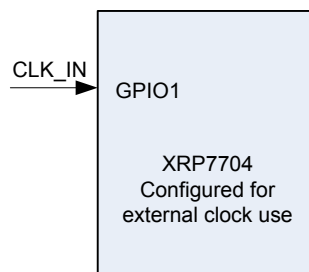 CLK_IN
GPIO1
XRP7704
Configured for
external clock use